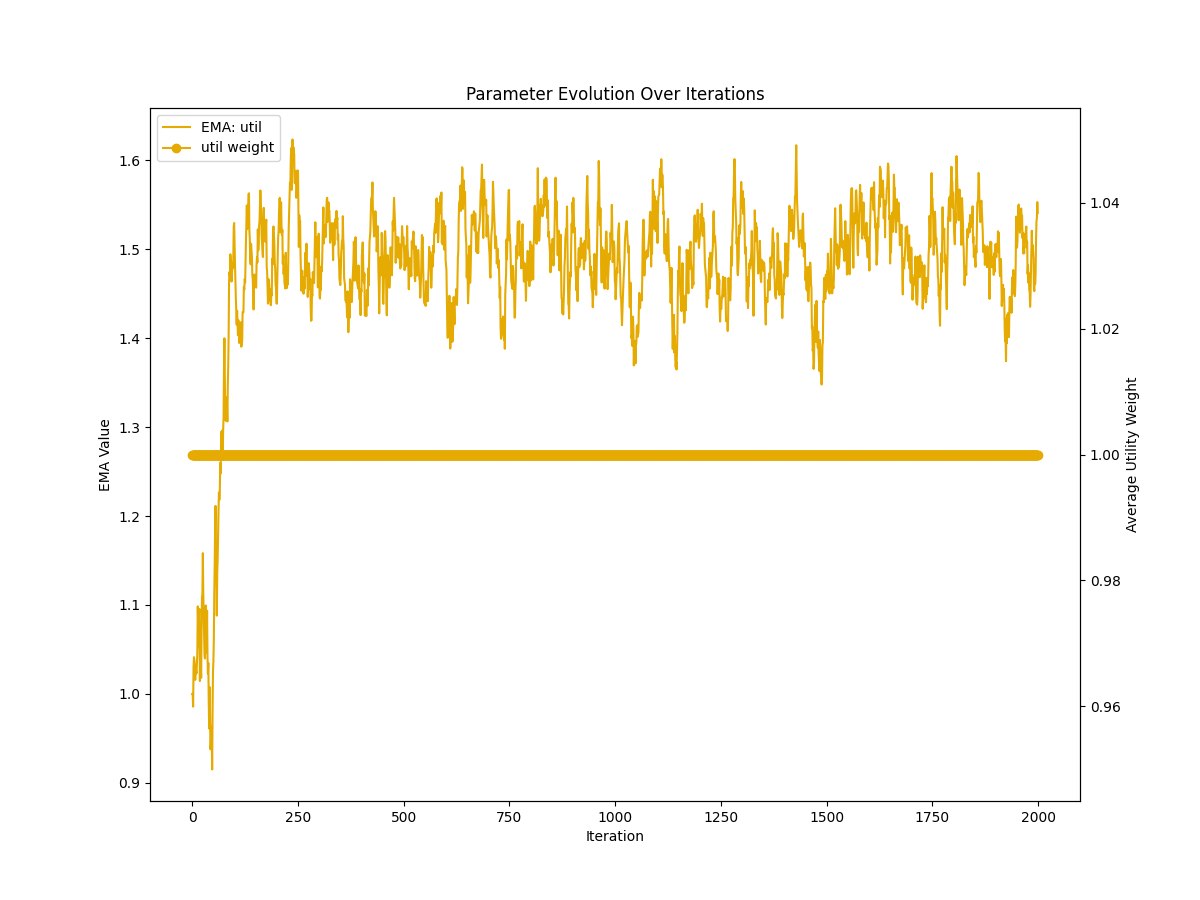 Parameter Evolution Over Iterations
EMA: util
util weight
EMA Value
1.6
1.5
1.4
1.3
1.2
1.1
1.0
0.9
1.04
1.02
1.00
0.98
0.96
Average Utility Weight
0 250 500 750 1000 1250 1500 1750 2000
Iteration